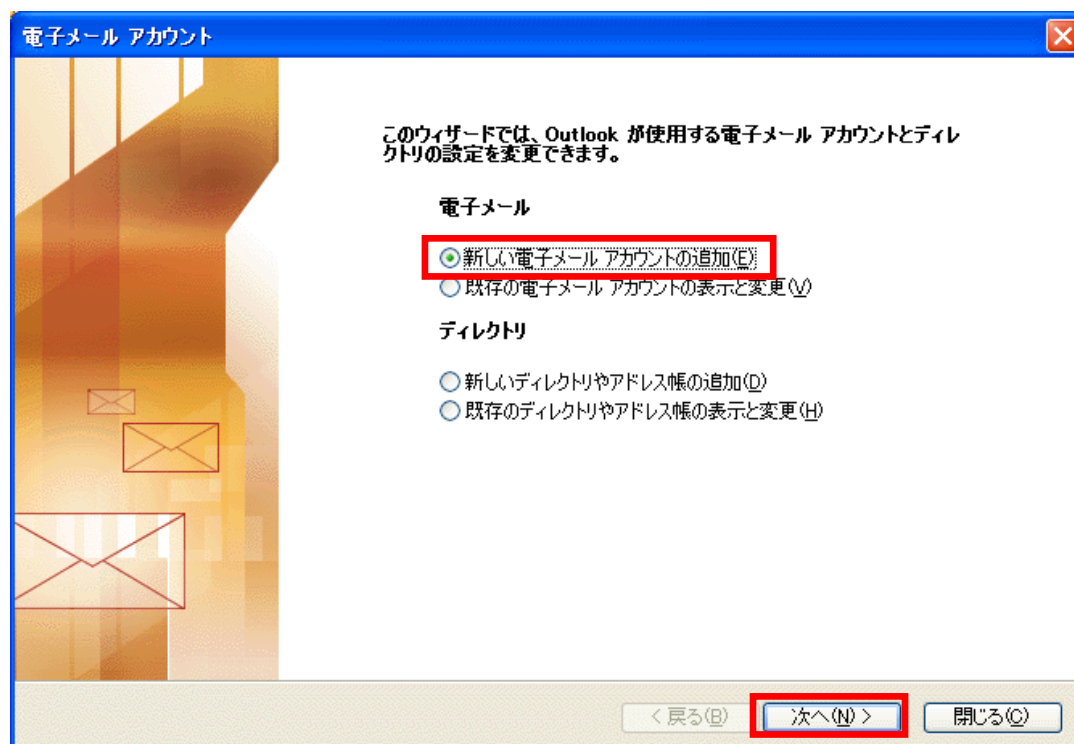 電子メール アカウント
このウィザードでは、Outlook が使用する電子メール アカウントとディレ
クトリの設定を変更できます。
電子メール
新しい電子メール アカウントの追加(E)
既存の電子メール アカウントの表示と変更(V)
ディレクトリ
新しいディレクトリやアドレス帳の追加(D)
既存のディレクトリやアドレス帳の表示と変更(H)
< 戻る(B) 次へ(N) > 閉じる(C)